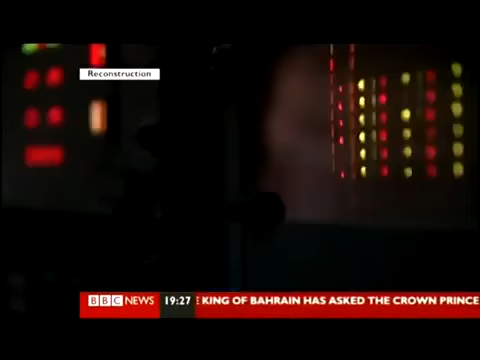 Reconstruction
BBC NEWS 19:27 KING OF BAHRAIN HAS ASKED THE CROWN PRINCE